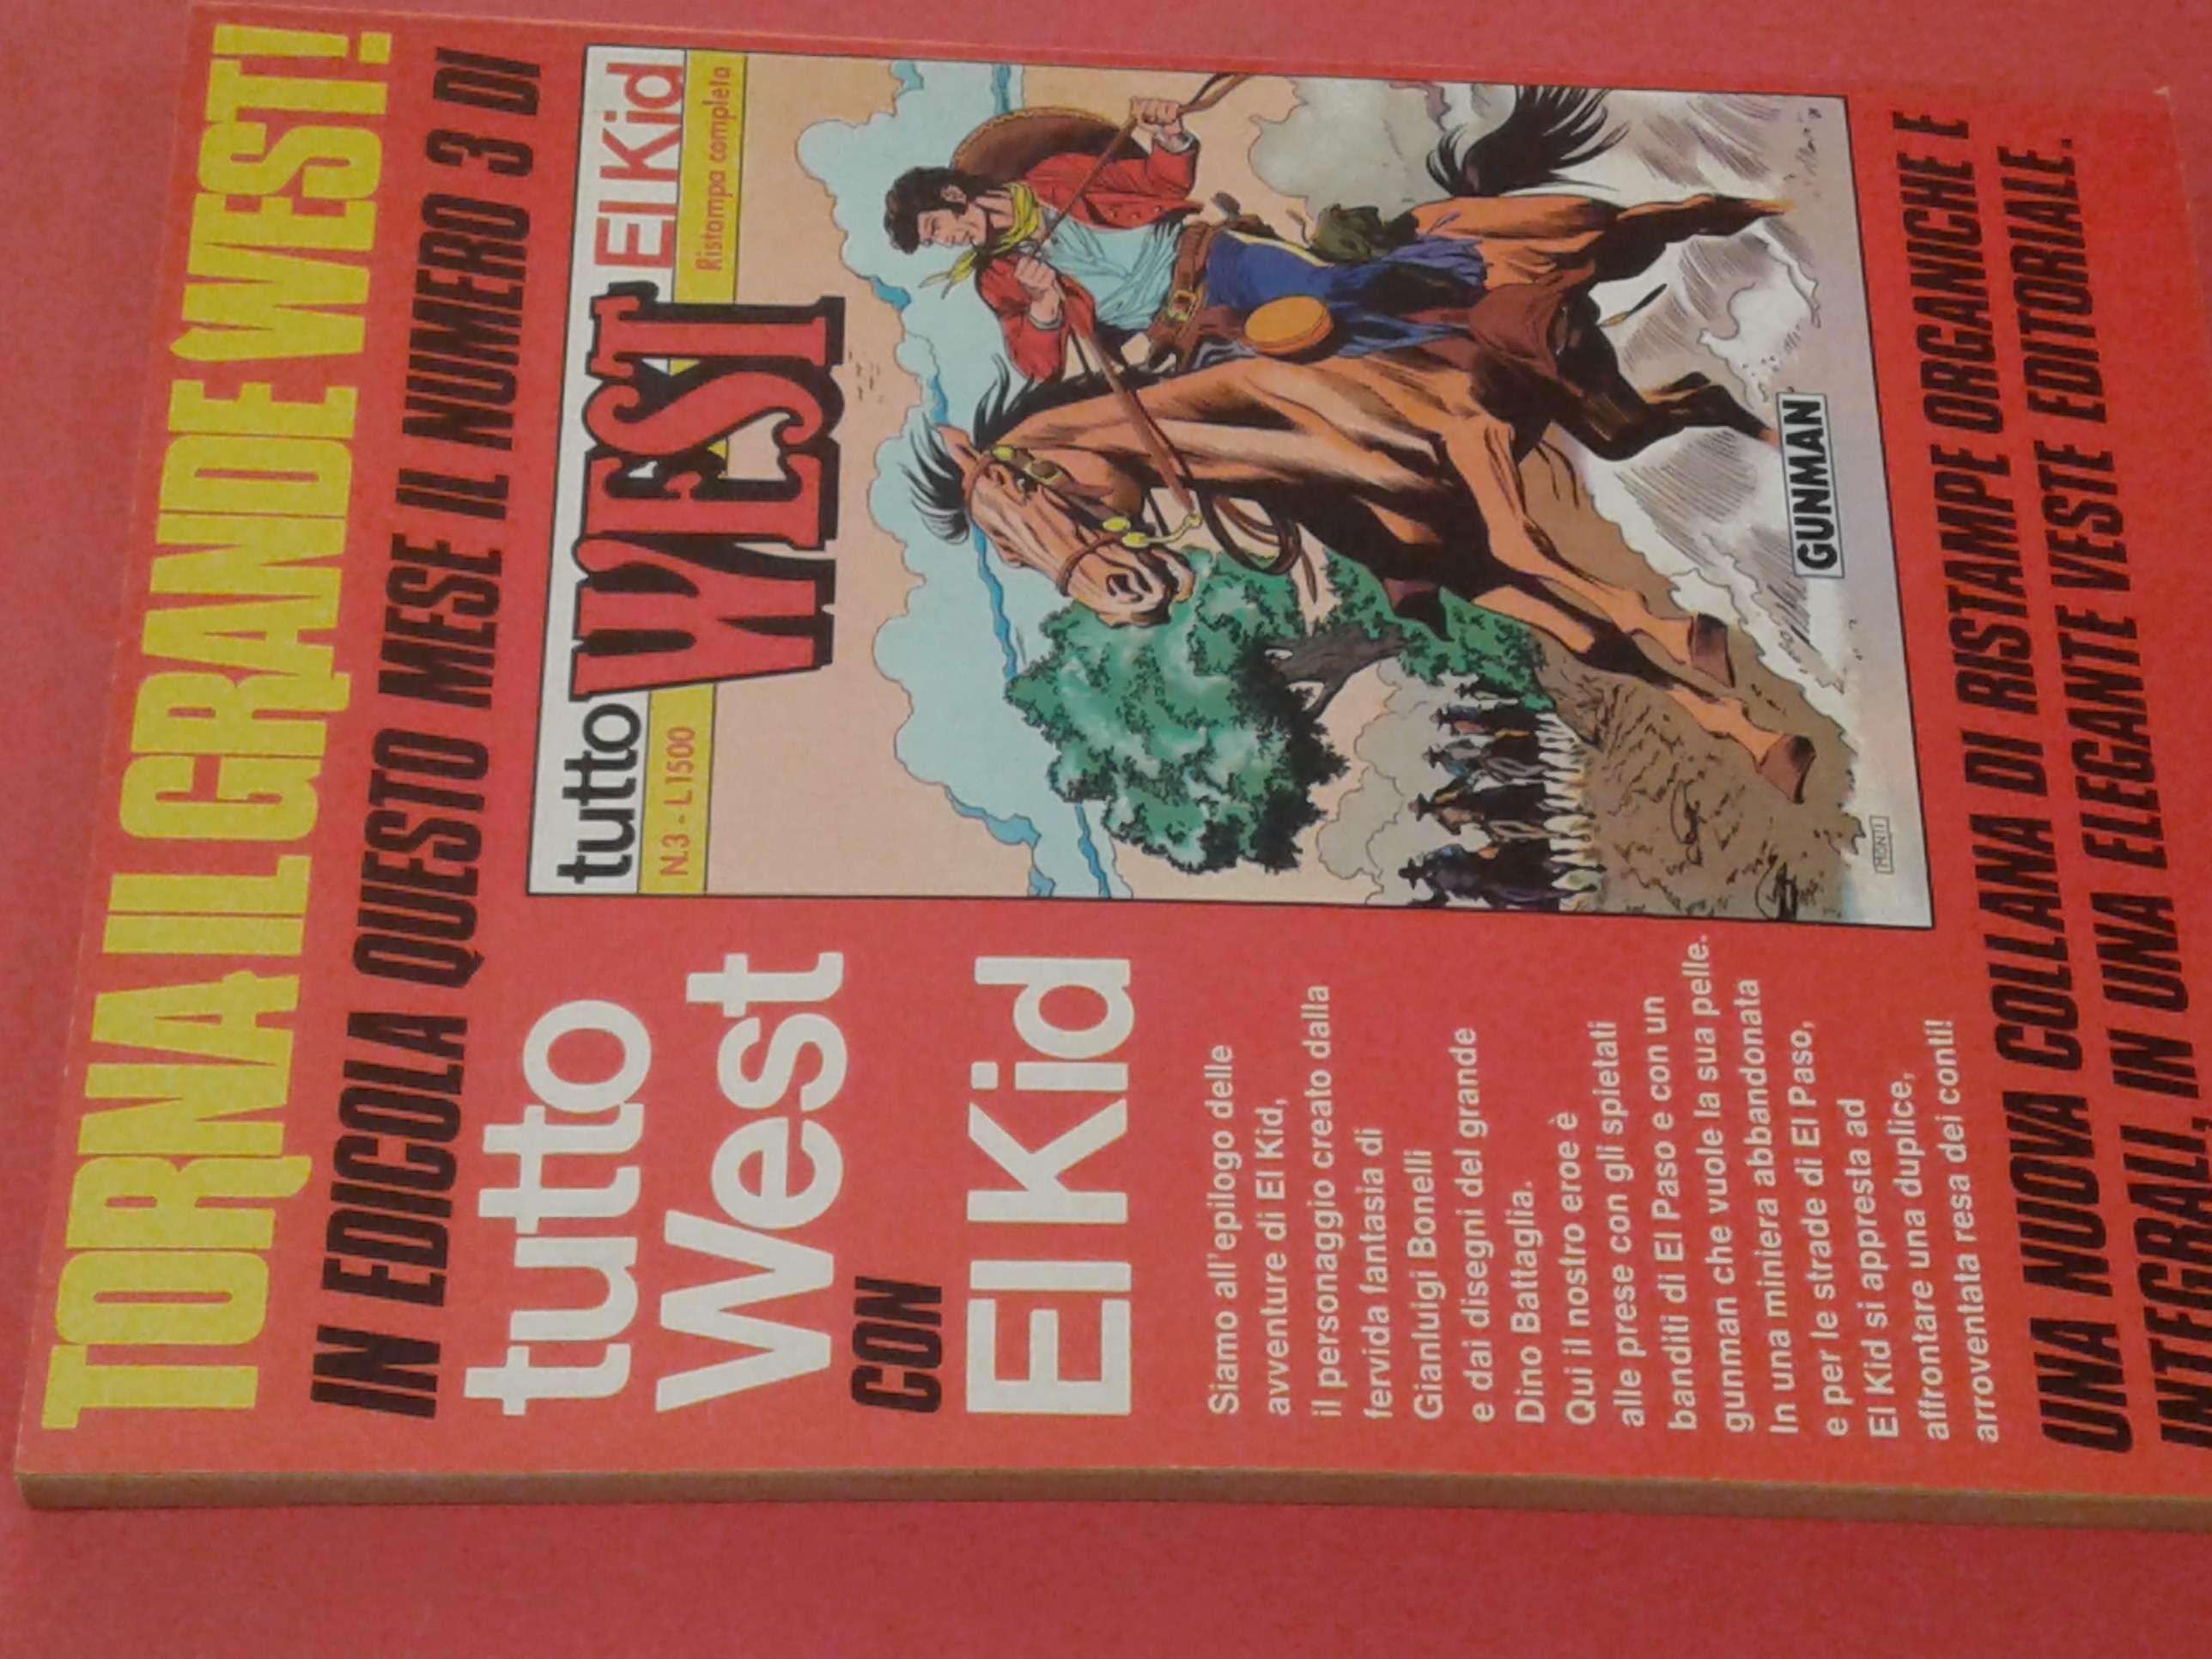 TORNA IL GRANDE WEST!
IN EDICOLA QUESTO MESE IL NUMERO 3 DI
tutto
West
CON
El Kid
Siamo all'epilogo delle
avventure di El Kid,
il personaggio creato dalla
fervida fantasia di
Gianluigi Bonelli
e dai disegni del grande
Dino Battaglia.
Qui il nostro eroe è
alle prese con gli spietati
banditi di El Paso e con un
gunman che vuole la sua pelle.
In una miniera abbandonata
e per le strade di El Paso,
El Kid si appresta ad
affrontare una duplice,
arroventata resa dei conti!
tutto WEST El Kid
N.3 - L.1500
Ristampa completa
GUNMAN
MONTI
UNA NUOVA COLLANA DI RISTAMPE ORGANICHE E
INTEGRALI, IN UNA ELEGANTE VESTE EDITORIALE.